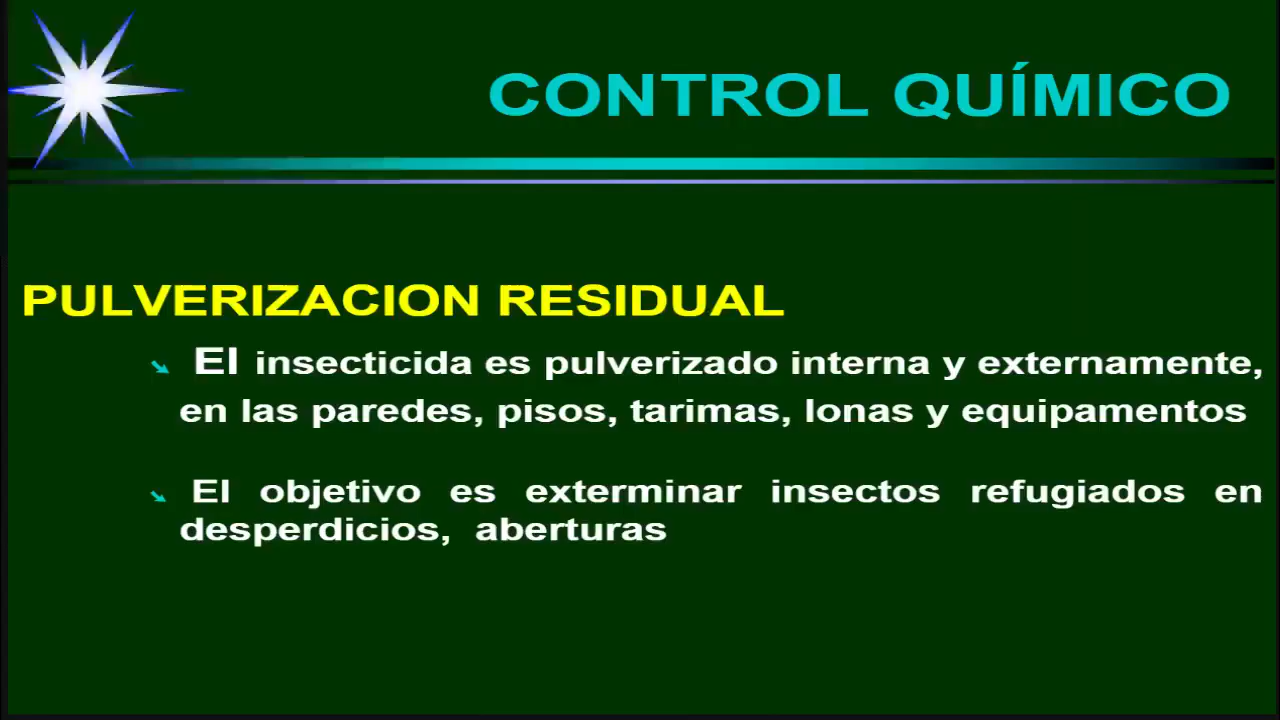 CONTROL QUÍMICO
PULVERIZACION RESIDUAL
El insecticida es pulverizado interna y externamente,
en las paredes, pisos, tarimas, lonas y equipamentos
El objetivo es exterminar insectos refugiados en
desperdicios, aberturas